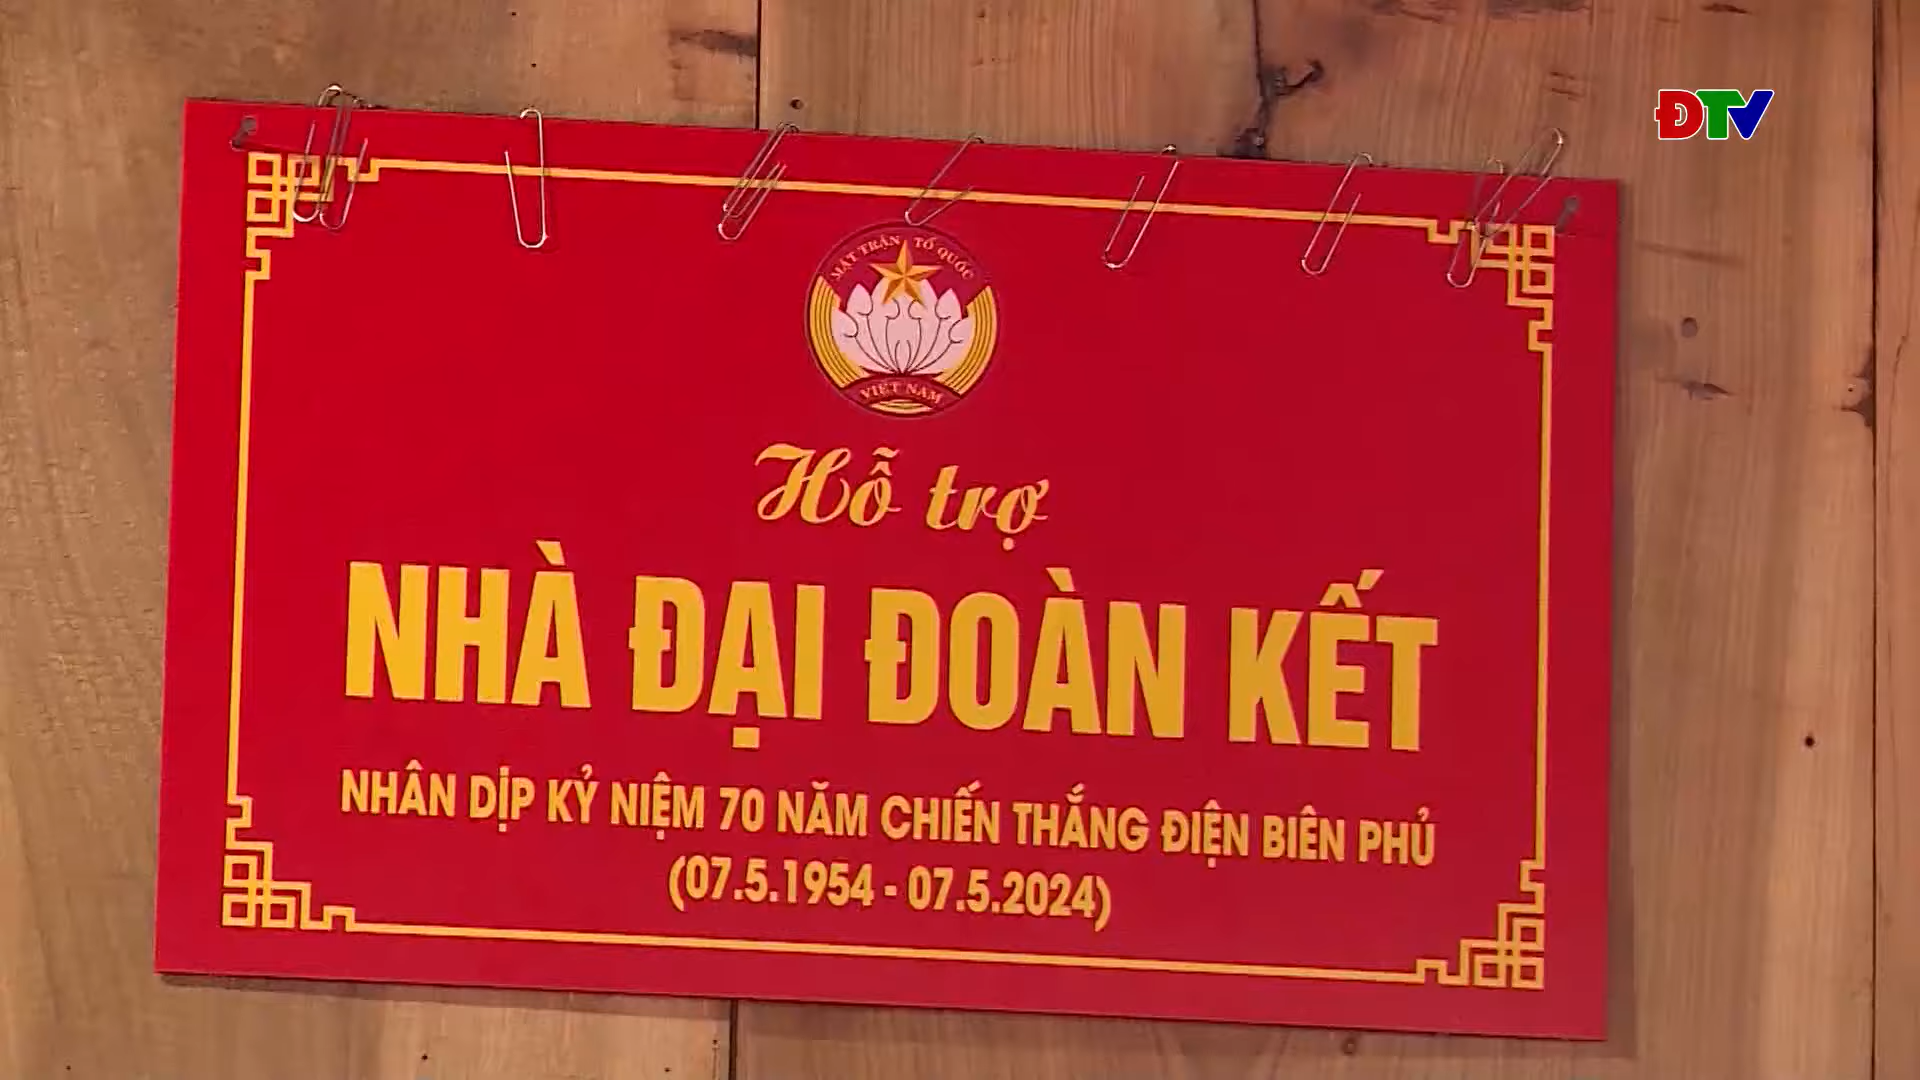 ĐTV
MẶT TRẬN TỔ QUỐC
VIỆT NAM
Hỗ trợ
NHÀ ĐẠI ĐOÀN KẾT
NHÂN DỊP KỶ NIỆM 70 NĂM CHIẾN THẮNG ĐIỆN BIÊN PHỦ
(07.5.1954 - 07.5.2024)